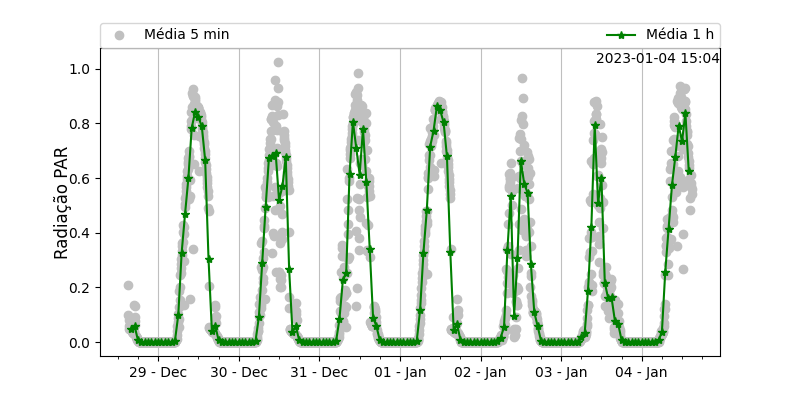 Média 5 min
Média 1 h
2023-01-04 15:04
Radiação PAR
1.0
0.8
0.6
0.4
0.2
0.0
29 - Dec
30 - Dec
31 - Dec
01 - Jan
02 - Jan
03 - Jan
04 - Jan